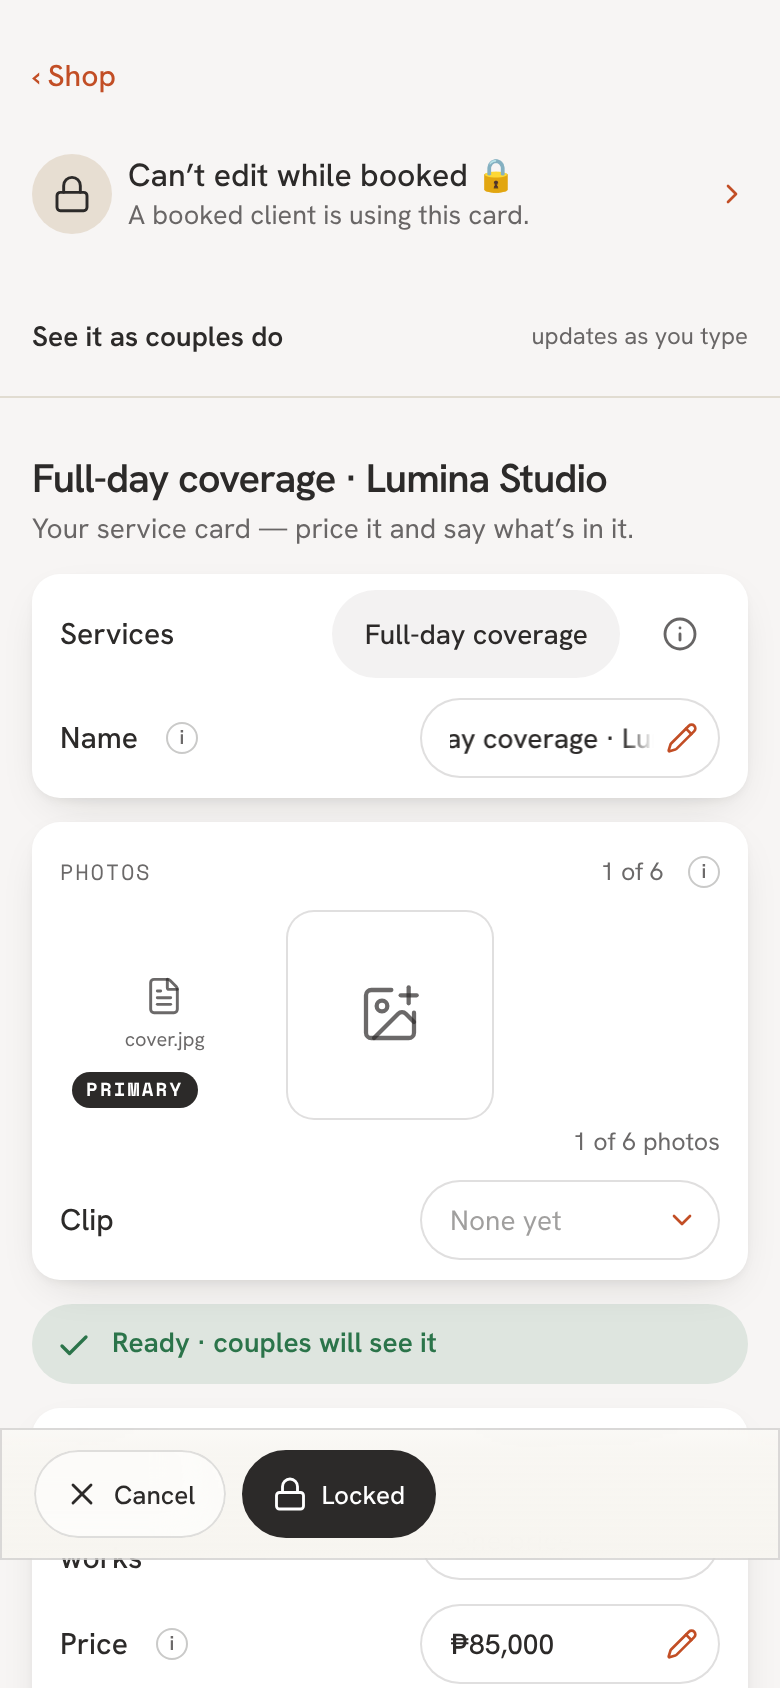 ‹ Shop
Can’t edit while booked 🔒
A booked client is using this card.
See it as couples do
updates as you type
Full-day coverage · Lumina Studio
Your service card — price it and say what’s in it.
Services
Full-day coverage
Name
ay coverage · Lu
PHOTOS
1 of 6
cover.jpg
PRIMARY
1 of 6 photos
Clip
None yet
Ready · couples will see it
Cancel
Locked
works
Price
₱85,000